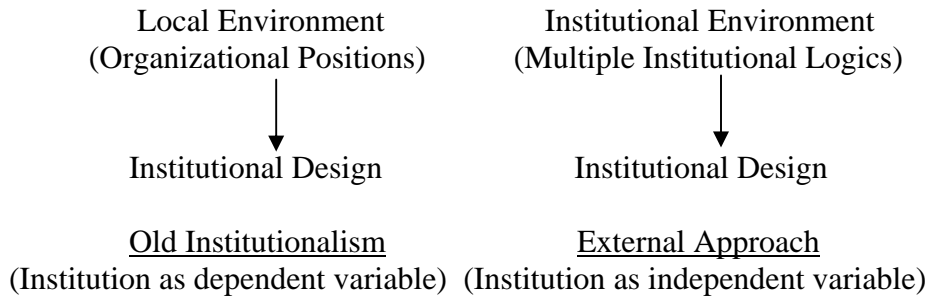 Local Environment
(Organizational Positions)
Institutional Design
Old Institutionalism
(Institution as dependent variable)
Institutional Environment
(Multiple Institutional Logics)
Institutional Design
External Approach
(Institution as independent variable)